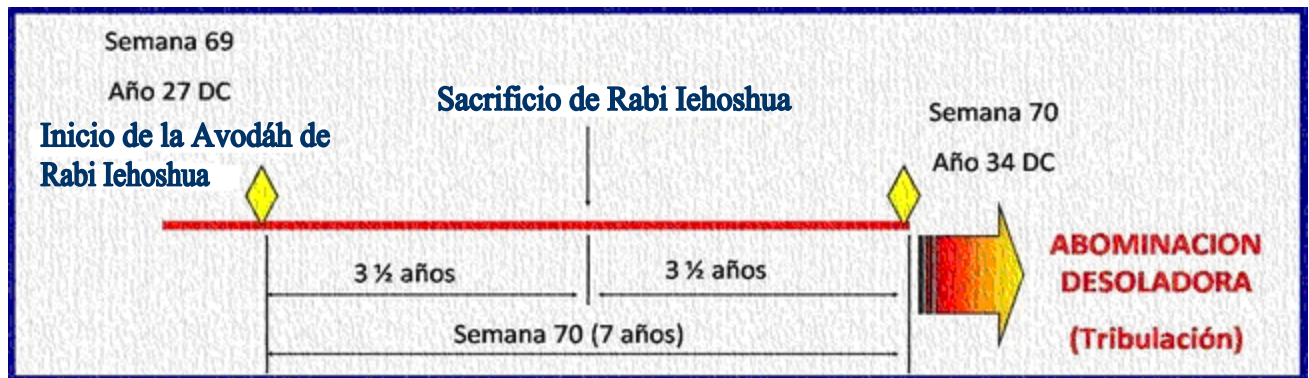 Semana 69
Año 27 DC
Inicio de la Avodáh de
Rabi Iehoshua
Sacrificio de Rabi Iehoshua
Semana 70
Año 34 DC
3 ½ años
3 ½ años
Semana 70 (7 años)
ABOMINACION
DESOLADORA
(Tribulación)